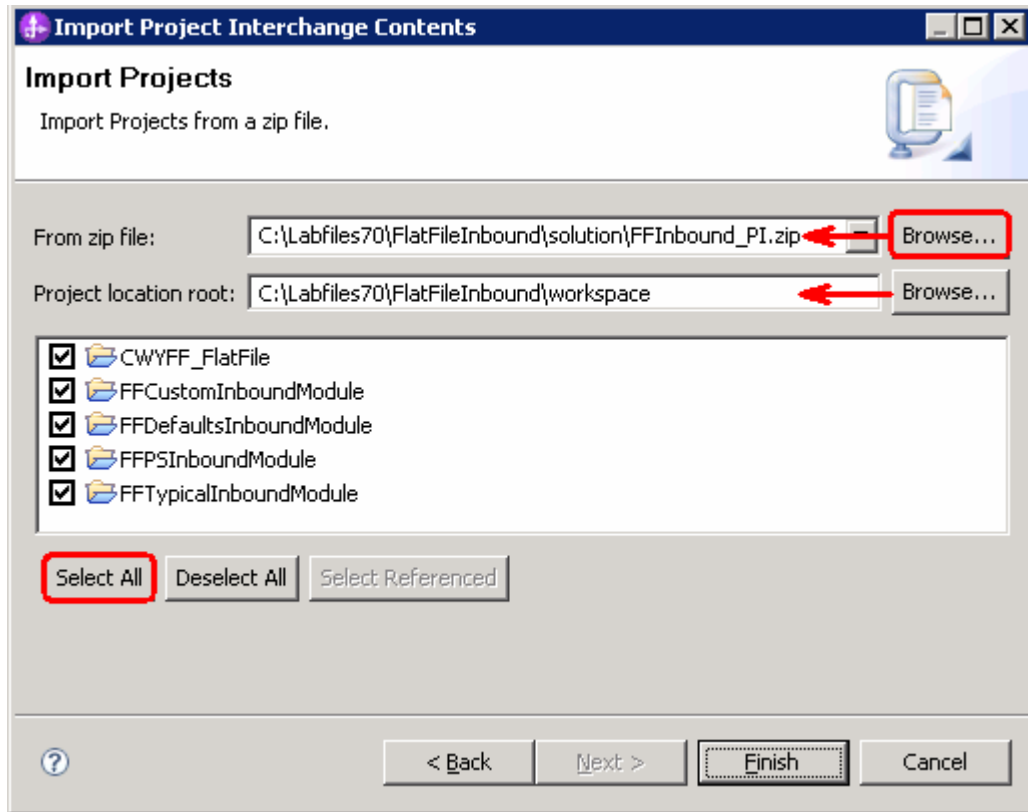 Import Project Interchange Contents
Import Projects
Import Projects from a zip file.
From zip file: C:\Labfiles70\FlatFileInbound\solution\FFInbound_PI.zip Browse...
Project location root: C:\Labfiles70\FlatFileInbound\workspace Browse...
CWYFF_FlatFile
FFCustomInboundModule
FFDefaultsInboundModule
FFPSInboundModule
FFTypicalInboundModule
Select All Deselect All Select Referenced
? < Back Next > Finish Cancel